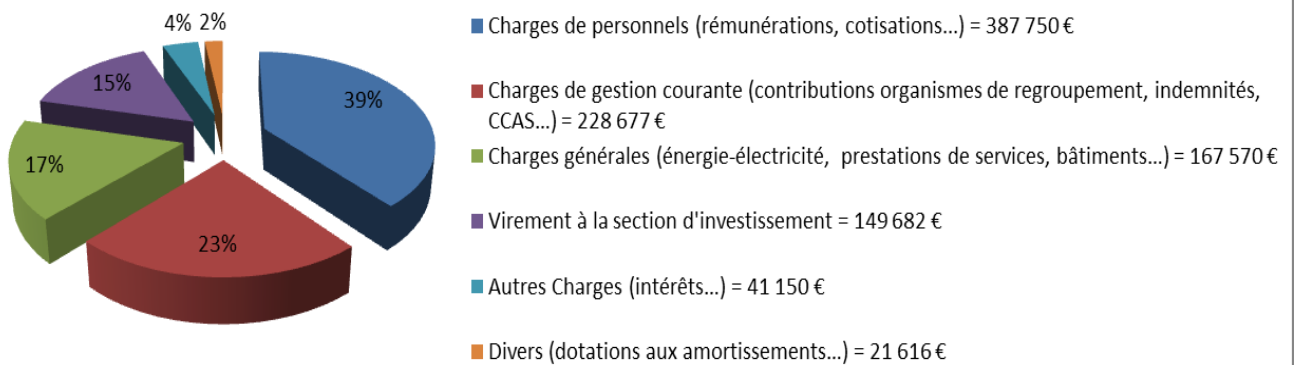 4% 2%
15%
39%
17%
23%
Charges de personnels (rémunérations, cotisations...) = 387 750 €
Charges de gestion courante (contributions organismes de regroupement, indemnités,
CCAS...) = 228 677 €
Charges générales (énergie-électricité, prestations de services, bâtiments...) = 167 570 €
Virement à la section d'investissement = 149 682 €
Autres Charges (intérêts...) = 41 150 €
Divers (dotations aux amortissements...) = 21 616 €